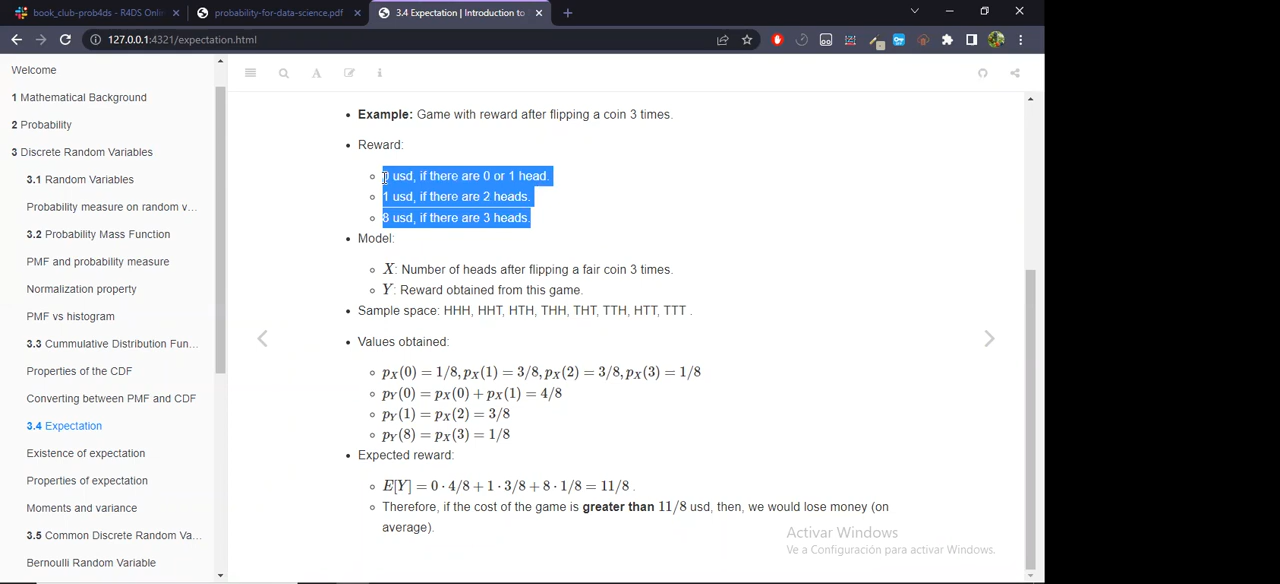 book_club-prob4ds - R4DS Onli
probability-for-data-science.pdf
3.4 Expectation | Introduction to
127.0.0.1:4321/expectation.html
Welcome
1 Mathematical Background
2 Probability
3 Discrete Random Variables
3.1 Random Variables
Probability measure on random v...
3.2 Probability Mass Function
PMF and probability measure
Normalization property
PMF vs histogram
3.3 Cummulative Distribution Fun...
Properties of the CDF
Converting between PMF and CDF
3.4 Expectation
Existence of expectation
Properties of expectation
Moments and variance
3.5 Common Discrete Random Va...
Bernoulli Random Variable
• Example: Game with reward after flipping a coin 3 times.
• Reward:
◦ 0 usd, if there are 0 or 1 head.
◦ 1 usd, if there are 2 heads.
◦ 8 usd, if there are 3 heads.
• Model:
◦ X: Number of heads after flipping a fair coin 3 times.
◦ Y: Reward obtained from this game.
• Sample space: HHH, HHT, HTH, THH, THT, TTH, HTT, TTT .
• Values obtained:
◦ pX(0) = 1/8, pX(1) = 3/8, pX(2) = 3/8, pX(3) = 1/8
◦ pY(0) = pX(0) + pX(1) = 4/8
◦ pY(1) = pX(2) = 3/8
◦ pY(8) = pX(3) = 1/8
• Expected reward:
◦ E[Y] = 0 · 4/8 + 1 · 3/8 + 8 · 1/8 = 11/8 .
◦ Therefore, if the cost of the game is greater than 11/8 usd, then, we would lose money (on
average).
Activar Windows
Ve a Configuración para activar Windows.